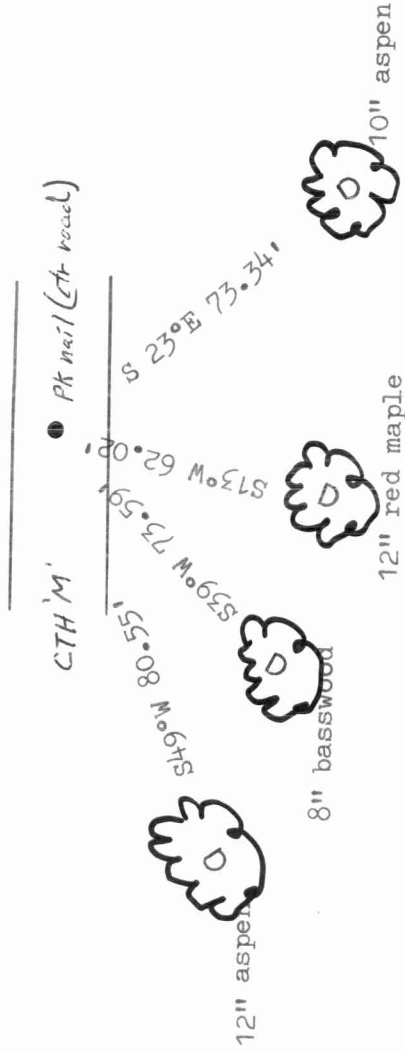 CTH 'M'
PK nail (ctr road)
S 23°E 73.34'
S13°W 62.02'
S39°W 73.59'
S49°W 80.55'
10" aspen
12" red maple
8" basswood
12" aspen